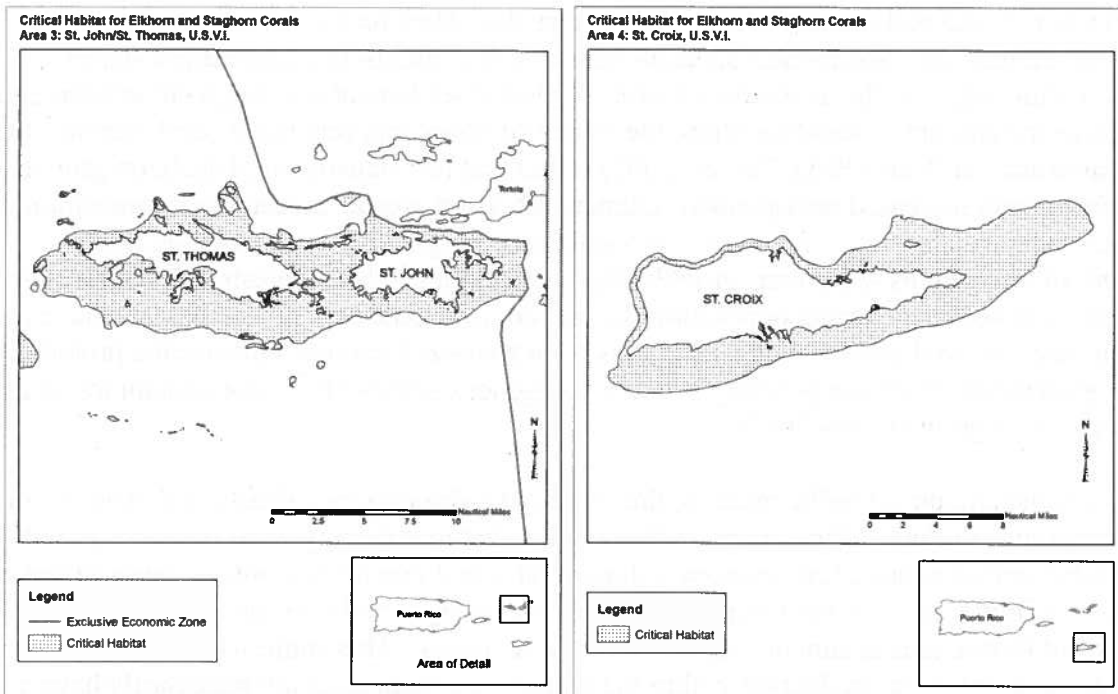 Critical Habitat for Elkhorn and Staghorn Corals
Area 3: St. John/St. Thomas, U.S.V.I.
Tortola
ST. THOMAS
ST. JOHN
N
Nautical Miles
0 2.5 5 10
Legend
Exclusive Economic Zone
Critical Habitat
Puerto Rico
Area of Detail
Critical Habitat for Elkhorn and Staghorn Corals
Area 4: St. Croix, U.S.V.I.
ST. CROIX
N
Nautical Miles
0 2 4 8
Legend
Critical Habitat
Puerto Rico